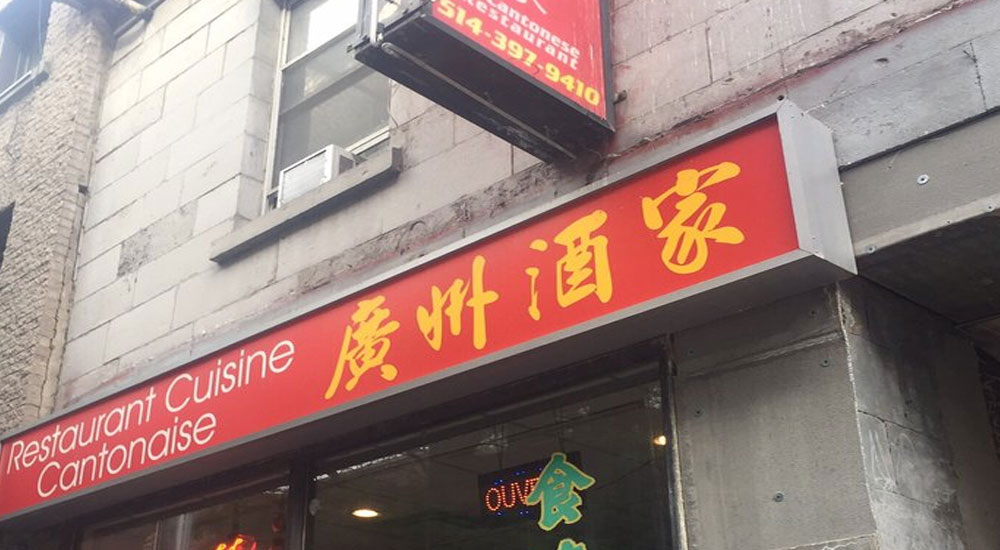 Cantonese
Restaurant
514-397-9410
Restaurant Cuisine
Cantonaise
廣州酒家
OUVE
食